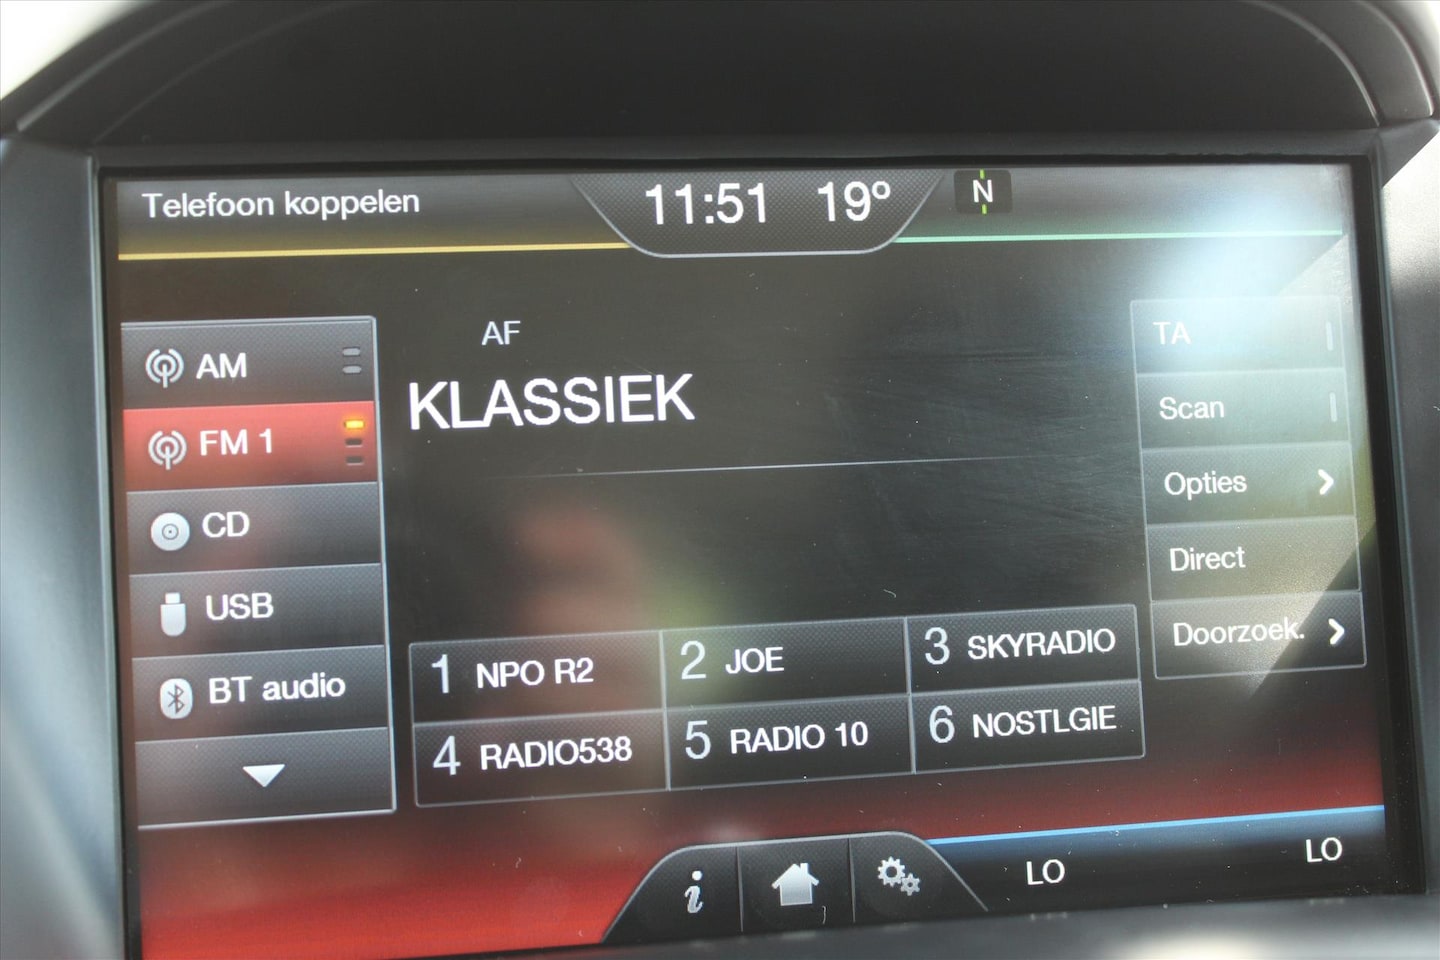 Telefoon koppelen
11:51 19º
N
AM
FM 1
CD
USB
BT audio
AF
KLASSIEK
TA
Scan
Opties
Direct
Doorzoek.
1 NPO R2
2 JOE
3 SKYRADIO
4 RADIO538
5 RADIO 10
6 NOSTLGIE
i
LO
LO